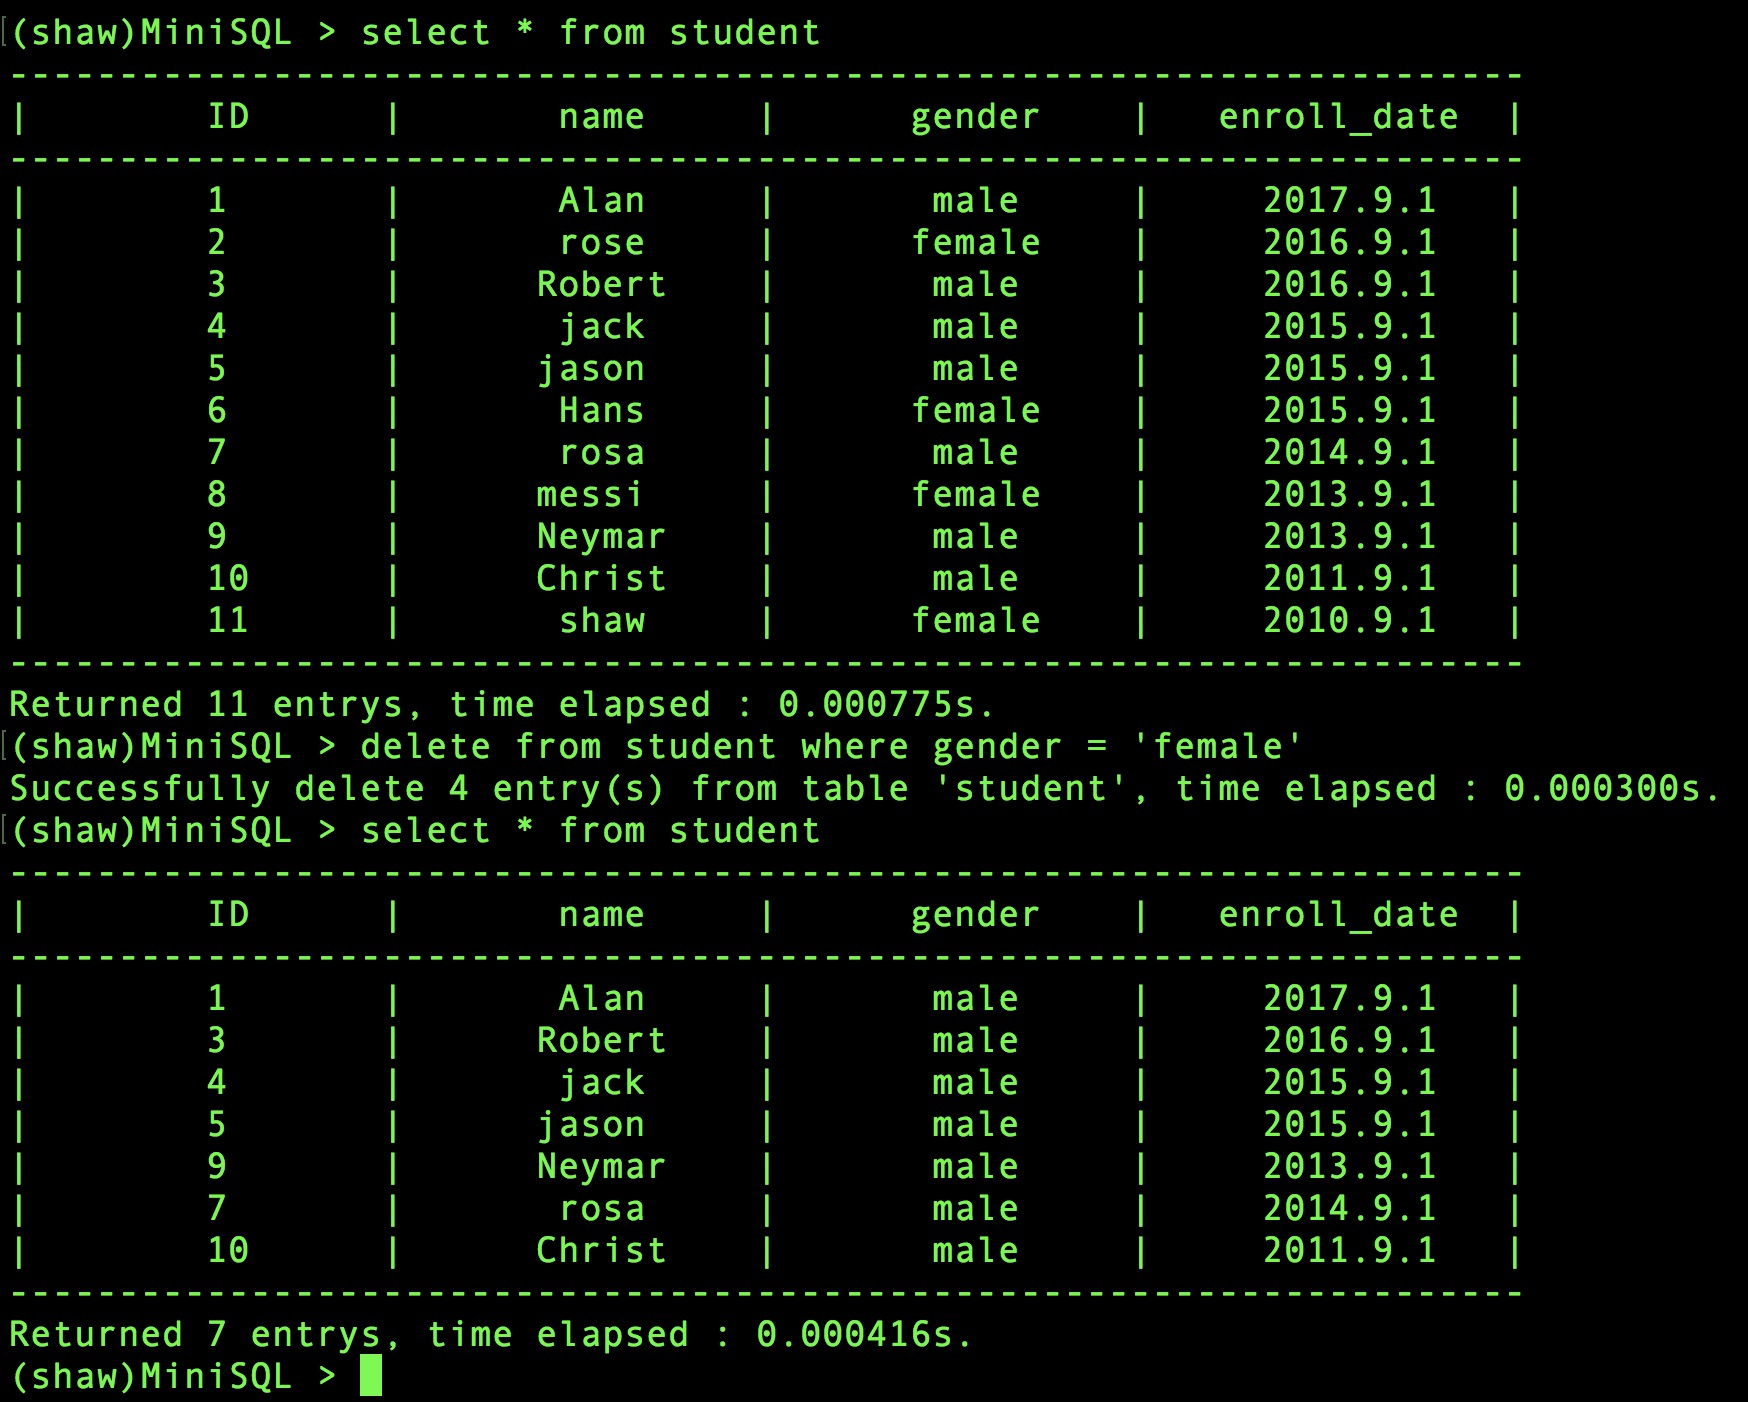 (shaw)MiniSQL > select * from student
---------------------------------------------------------------------
| ID | name | gender | enroll_date |
---------------------------------------------------------------------
| 1 | Alan | male | 2017.9.1 |
| 2 | rose | female | 2016.9.1 |
| 3 | Robert | male | 2016.9.1 |
| 4 | jack | male | 2015.9.1 |
| 5 | jason | male | 2015.9.1 |
| 6 | Hans | female | 2015.9.1 |
| 7 | rosa | male | 2014.9.1 |
| 8 | messi | female | 2013.9.1 |
| 9 | Neymar | male | 2013.9.1 |
| 10 | Christ | male | 2011.9.1 |
| 11 | shaw | female | 2010.9.1 |
---------------------------------------------------------------------
Returned 11 entrys, time elapsed : 0.000775s.
(shaw)MiniSQL > delete from student where gender = 'female'
Successfully delete 4 entry(s) from table 'student', time elapsed : 0.000300s.
(shaw)MiniSQL > select * from student
---------------------------------------------------------------------
| ID | name | gender | enroll_date |
---------------------------------------------------------------------
| 1 | Alan | male | 2017.9.1 |
| 3 | Robert | male | 2016.9.1 |
| 4 | jack | male | 2015.9.1 |
| 5 | jason | male | 2015.9.1 |
| 9 | Neymar | male | 2013.9.1 |
| 7 | rosa | male | 2014.9.1 |
| 10 | Christ | male | 2011.9.1 |
---------------------------------------------------------------------
Returned 7 entrys, time elapsed : 0.000416s.
(shaw)MiniSQL >